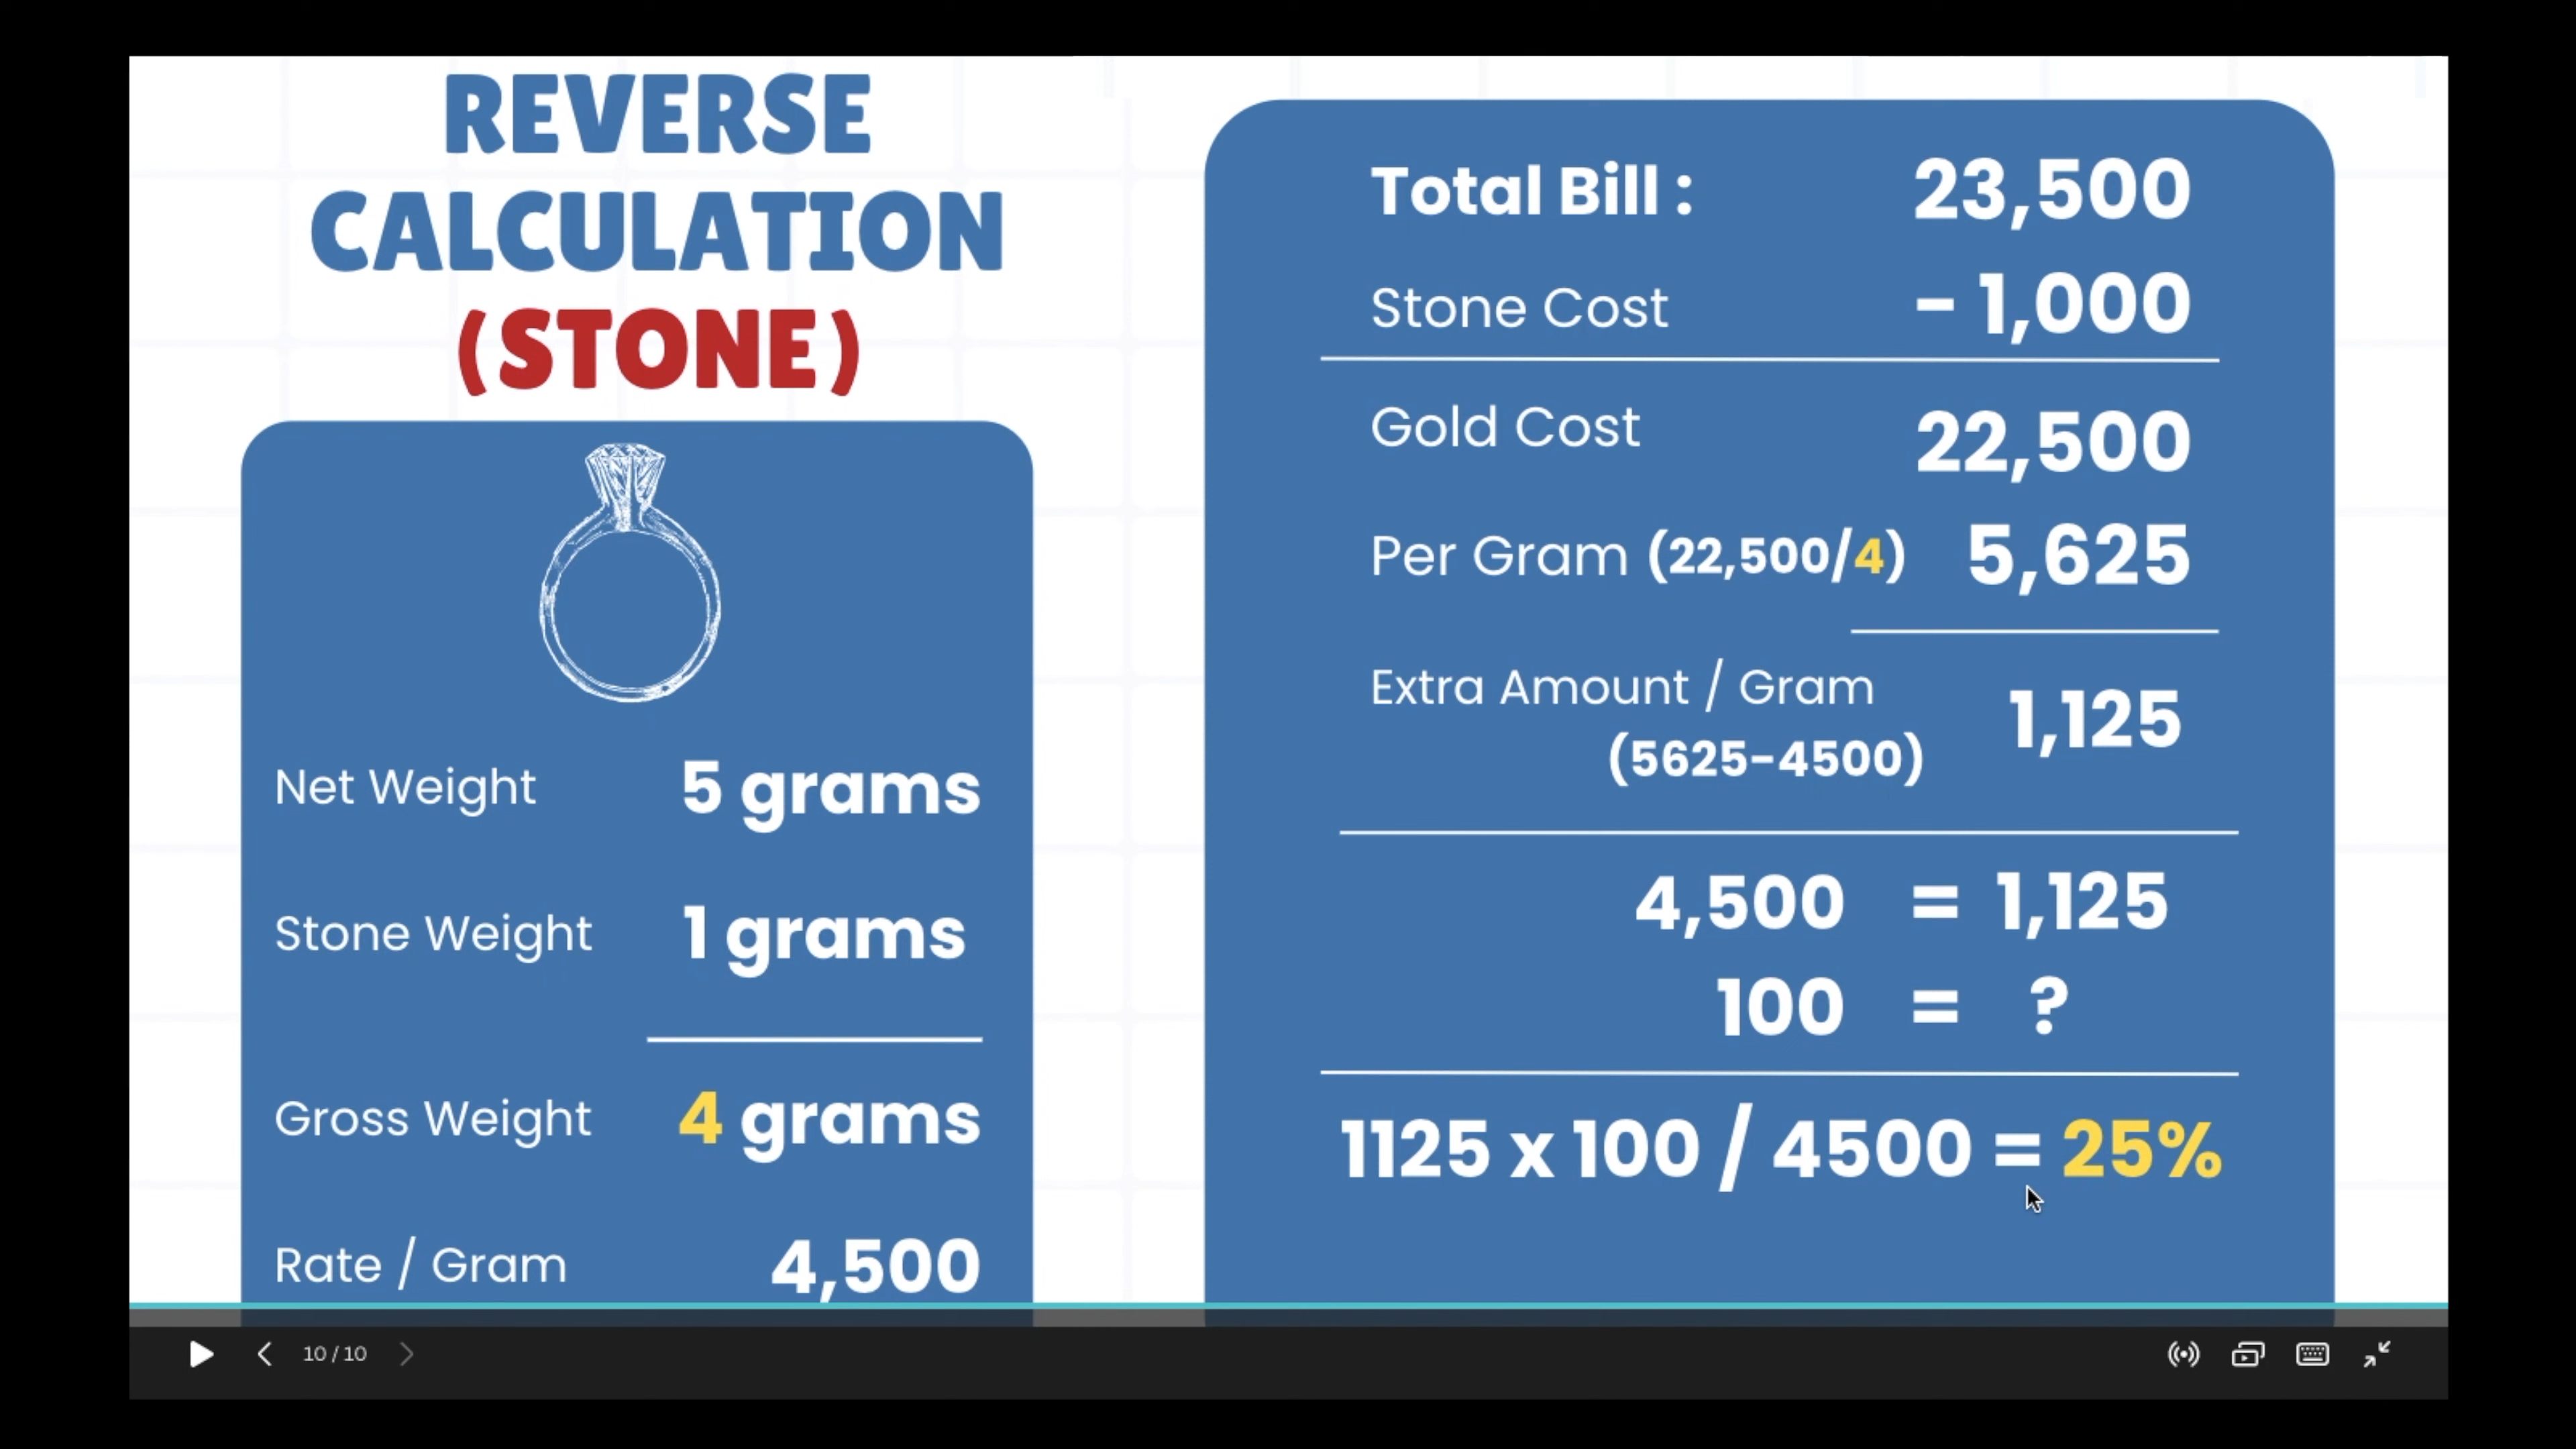 REVERSE
CALCULATION
(STONE)
Net Weight 5 grams
Stone Weight 1 grams
Gross Weight 4 grams
Rate / Gram 4,500
Total Bill : 23,500
Stone Cost - 1,000
Gold Cost 22,500
Per Gram (22,500/4) 5,625
Extra Amount / Gram 1,125
(5625-4500)
4,500 = 1,125
100 = ?
1125 x 100 / 4500 = 25%
10 / 10